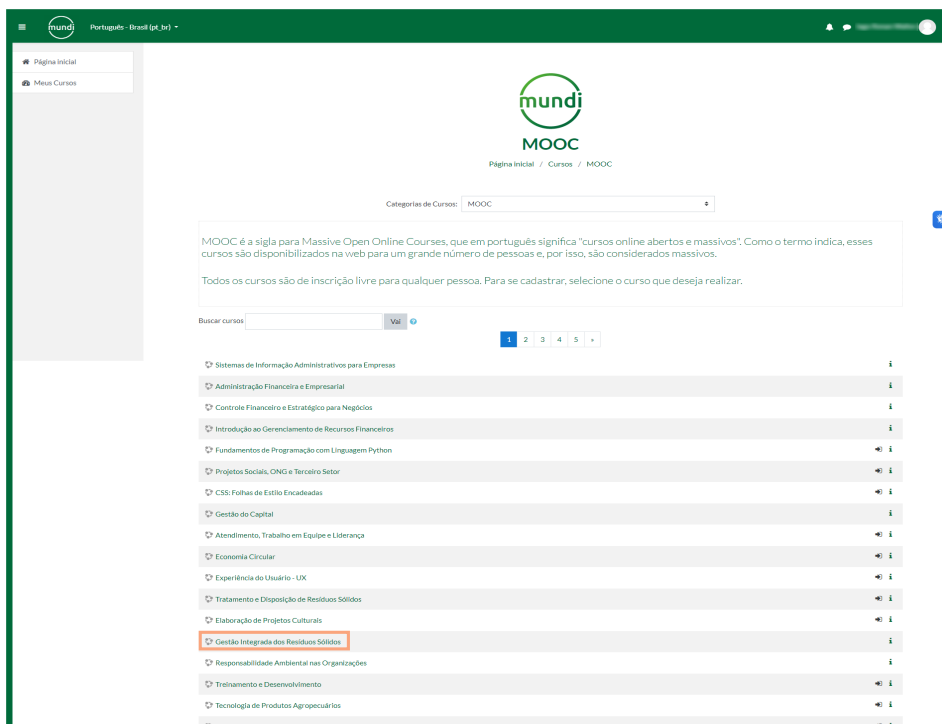 mundi
Português - Brasil (pt_br)
Página inicial
Meus Cursos
mundi
MOOC
Página inicial / Cursos / MOOC
Categorias de Cursos: MOOC
MOOC é a sigla para Massive Open Online Courses, que em português significa "cursos online abertos e massivos". Como o termo indica, esses
cursos são disponibilizados na web para um grande número de pessoas e, por isso, são considerados massivos.
Todos os cursos são de inscrição livre para qualquer pessoa. Para se cadastrar, selecione o curso que deseja realizar.
Buscar cursos Vai
1 2 3 4 5 »
Sistemas de Informação Administrativos para Empresas
Administração Financeira e Empresarial
Controle Financeiro e Estratégico para Negócios
Introdução ao Gerenciamento de Recursos Financeiros
Fundamentos de Programação com Linguagem Python
Projetos Sociais, ONG e Terceiro Setor
CSS: Folhas de Estilo Encadeadas
Gestão do Capital
Atendimento, Trabalho em Equipe e Liderança
Economia Circular
Experiência do Usuário - UX
Tratamento e Disposição de Resíduos Sólidos
Elaboração de Projetos Culturais
Gestão Integrada dos Resíduos Sólidos
Responsabilidade Ambiental nas Organizações
Treinamento e Desenvolvimento
Tecnologia de Produtos Agropecuários